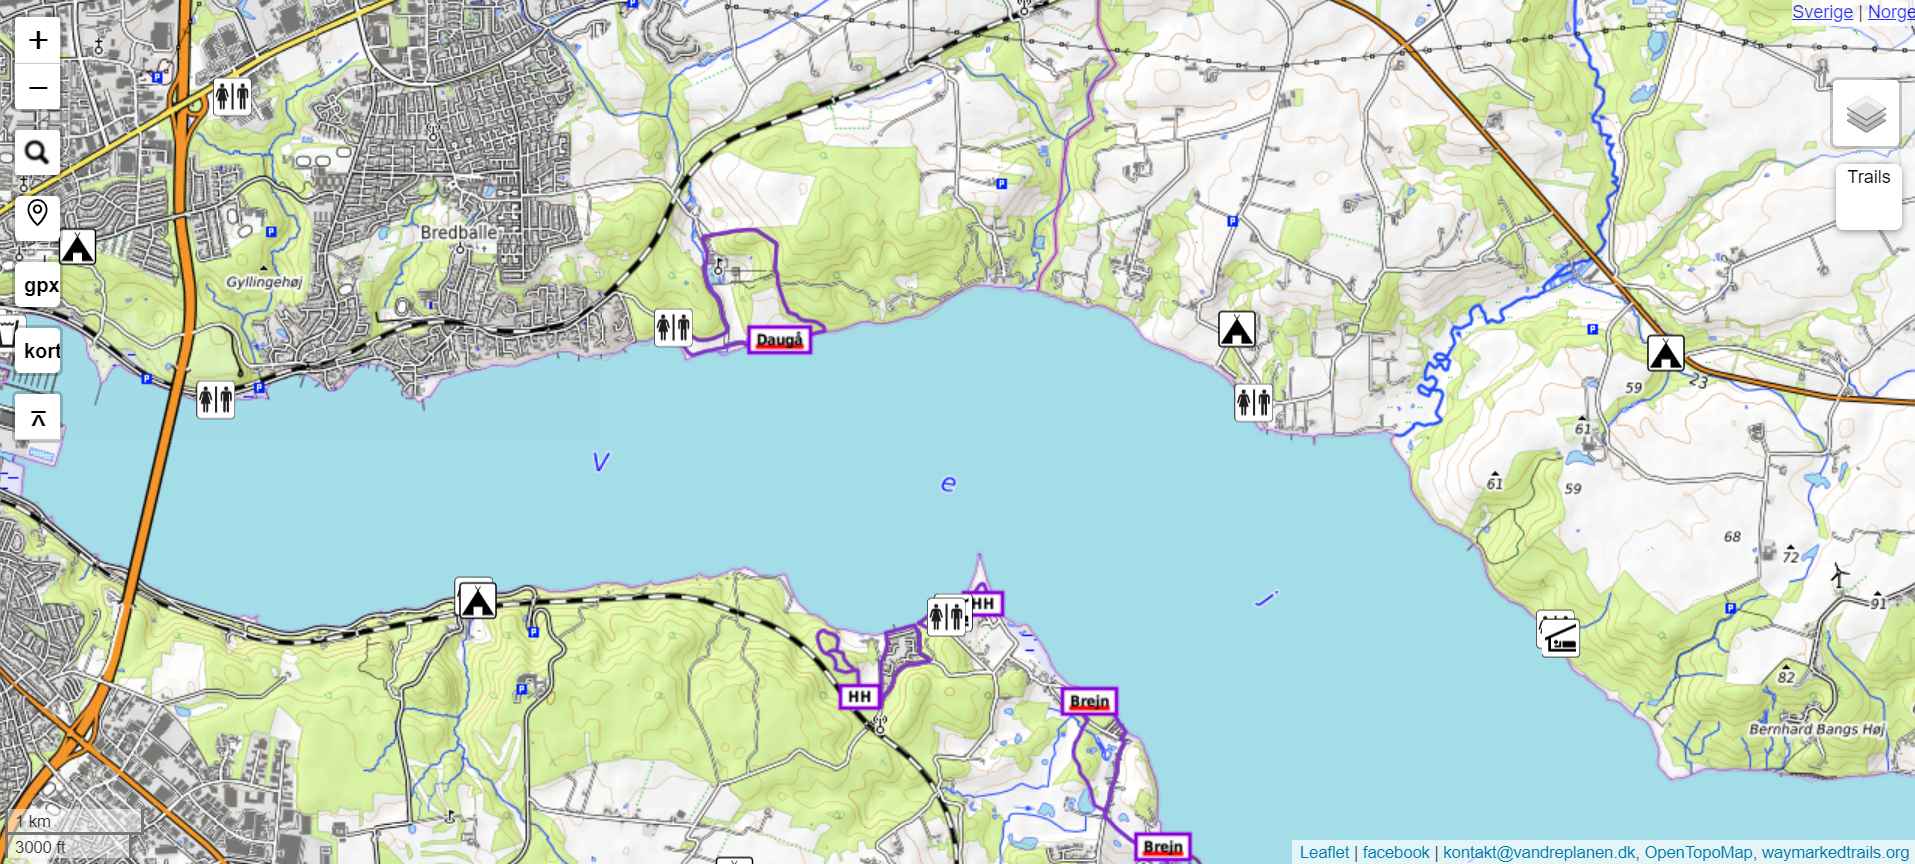 Sverige | Norge
+
−
P
P
Trails
P
P
Bredballe
P
P
Gyllingehøj
gpx
P
Daugå
kort
P
P
23
59
61
V
e
61
59
68
72
j
HH
91
P
P
82
P
HH
Brejn
Bernhard Bangs Høj
1 km
3000 ft
Brejn
Leaflet | facebook | kontakt@vandreplanen.dk, OpenTopoMap, waymarkedtrails.org